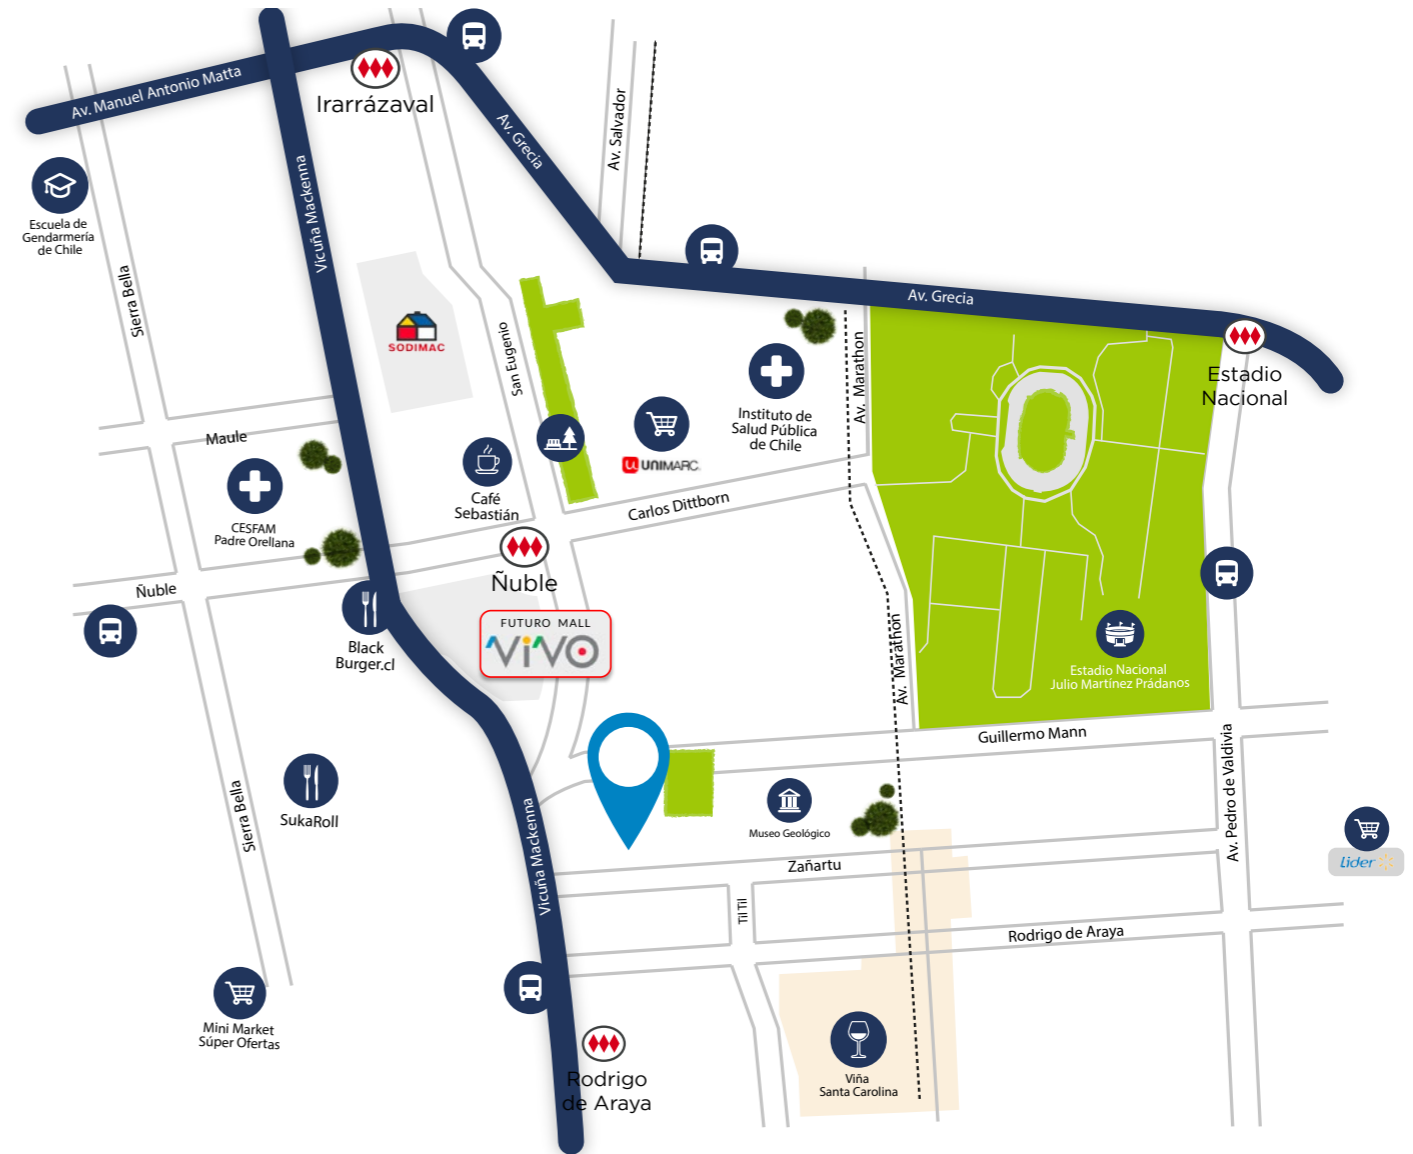 Av. Manuel Antonio Matta
Irarrázaval
Av. Grecia
Av. Salvador
Vicuña Mackenna
Escuela de
Gendarmería
de Chile
Sierra Bella
SODIMAC
San Eugenio
Av. Grecia
Av. Marathon
Instituto de
Salud Pública
de Chile
Estadio
Nacional
Maule
CESFAM
Padre Orellana
Café
Sebastián
UNIMARC
Carlos Dittborn
Ñuble
Ñuble
Black
Burger.cl
FUTURO MALL
VIVO
Av. Marathon
Estadio Nacional
Julio Martínez Prádanos
Guillermo Mann
Av. Pedro de Valdivia
Sierra Bella
SukaRoll
Vicuña Mackenna
Museo Geológico
Zañartu
Lider
Til Til
Rodrigo de Araya
Mini Market
Súper Ofertas
Rodrigo
de Araya
Viña
Santa Carolina